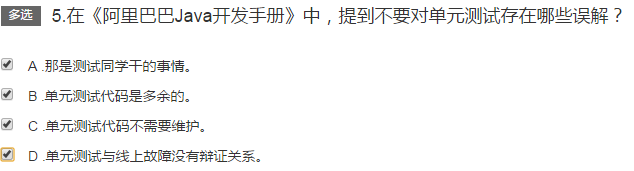 多选 5.在《阿里巴巴Java开发手册》中，提到不要对单元测试存在哪些误解？
A .那是测试同学干的事情。
B .单元测试代码是多余的。
C .单元测试代码不需要维护。
D .单元测试与线上故障没有辩证关系。